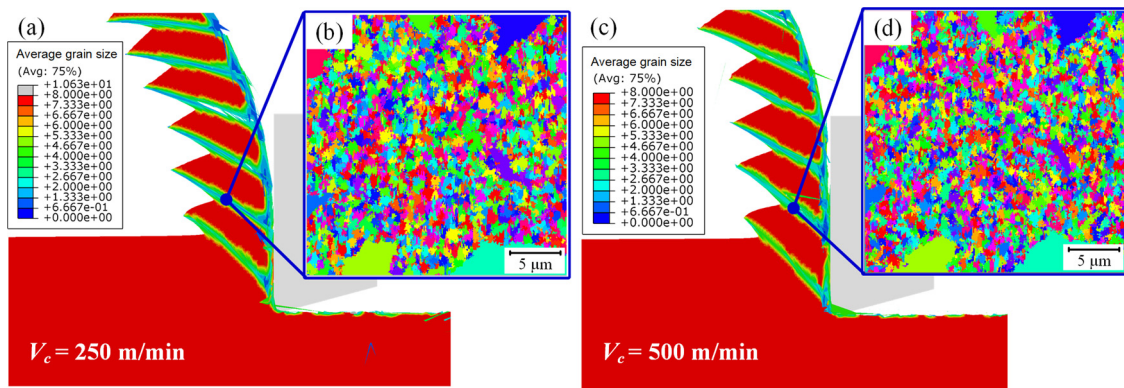 (a)
Average grain size
(Avg: 75%)
+1.063e+01
+8.000e+00
+7.333e+00
+6.667e+00
+6.000e+00
+5.333e+00
+4.667e+00
+4.000e+00
+3.333e+00
+2.667e+00
+2.000e+00
+1.333e+00
+6.667e-01
+0.000e+00
V_c = 250 m/min
(b)
5 μm
(c)
Average grain size
(Avg: 75%)
+8.000e+00
+7.333e+00
+6.667e+00
+6.000e+00
+5.333e+00
+4.667e+00
+4.000e+00
+3.333e+00
+2.667e+00
+2.000e+00
+1.333e+00
+6.667e-01
+0.000e+00
V_c = 500 m/min
(d)
5 μm